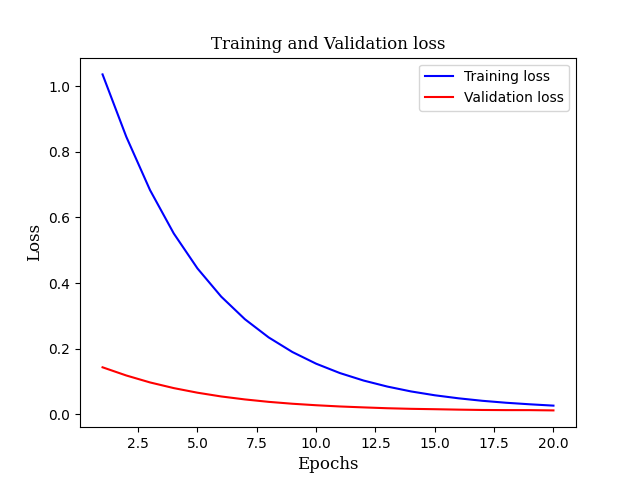 Training and Validation loss
Training loss
Validation loss
1.0
0.8
0.6
0.4
0.2
0.0
Loss
2.5 5.0 7.5 10.0 12.5 15.0 17.5 20.0
Epochs